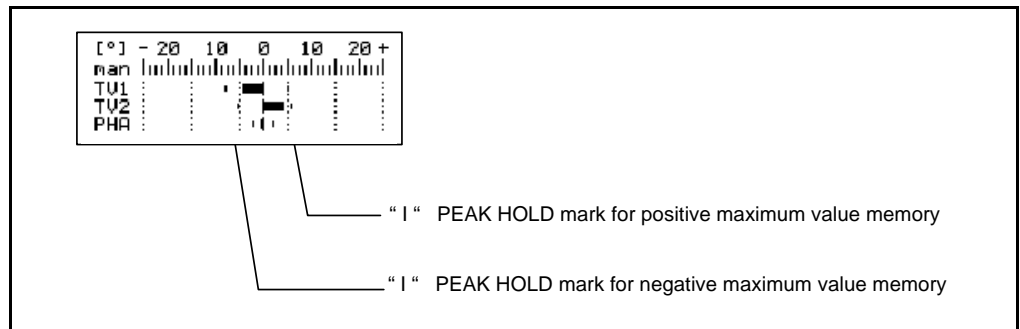 [°] - 20 10 0 10 20 +
man
TV1
TV2
PHA
“ I “ PEAK HOLD mark for positive maximum value memory
“ I “ PEAK HOLD mark for negative maximum value memory